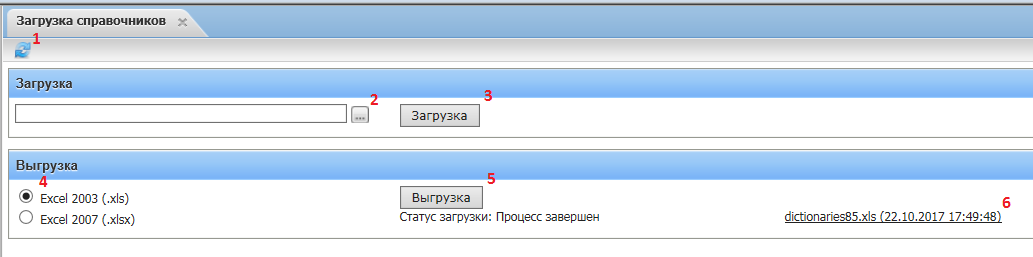 Загрузка справочников
1
Загрузка
2
3
...
Загрузка
Выгрузка
4
5
Excel 2003 (.xls)
Выгрузка
6
Excel 2007 (.xlsx)
Статус загрузки: Процесс завершен
dictionaries85.xls (22.10.2017 17:49:48)